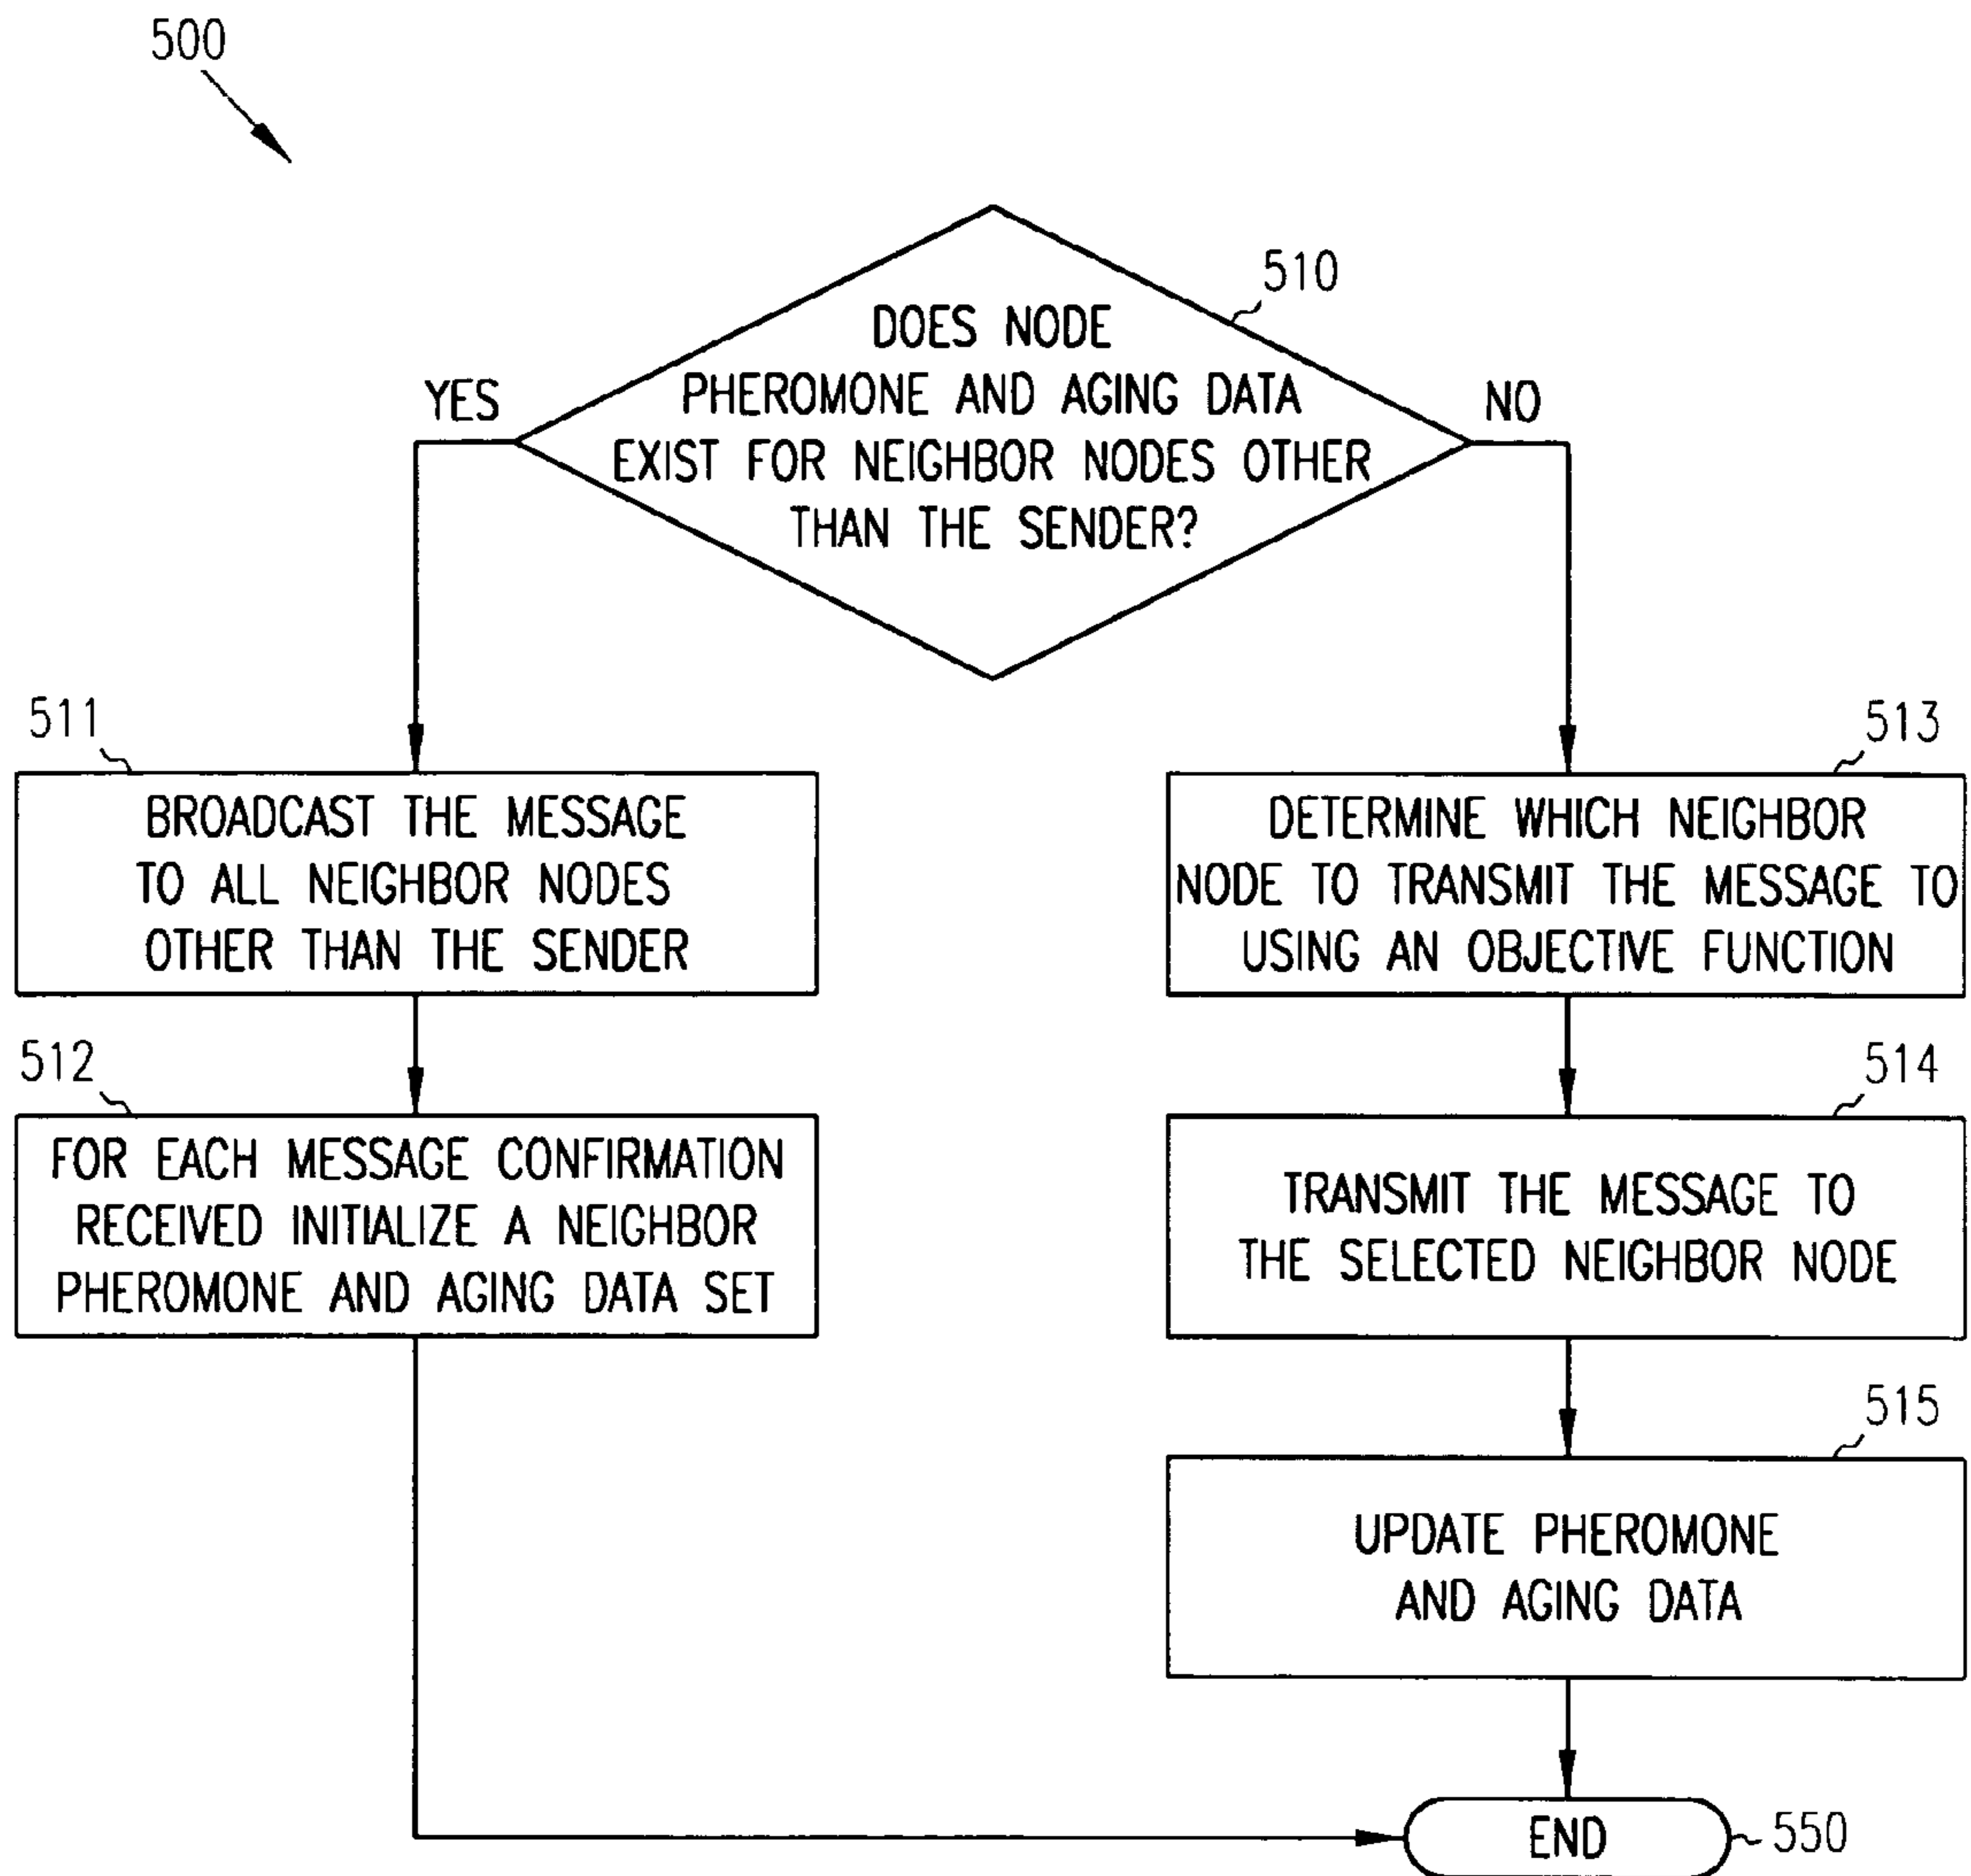 500
510
DOES NODE
PHEROMONE AND AGING DATA
EXIST FOR NEIGHBOR NODES OTHER
THAN THE SENDER?
YES
NO
511
BROADCAST THE MESSAGE
TO ALL NEIGHBOR NODES
OTHER THAN THE SENDER
512
FOR EACH MESSAGE CONFIRMATION
RECEIVED INITIALIZE A NEIGHBOR
PHEROMONE AND AGING DATA SET
513
DETERMINE WHICH NEIGHBOR
NODE TO TRANSMIT THE MESSAGE TO
USING AN OBJECTIVE FUNCTION
514
TRANSMIT THE MESSAGE TO
THE SELECTED NEIGHBOR NODE
515
UPDATE PHEROMONE
AND AGING DATA
END
550